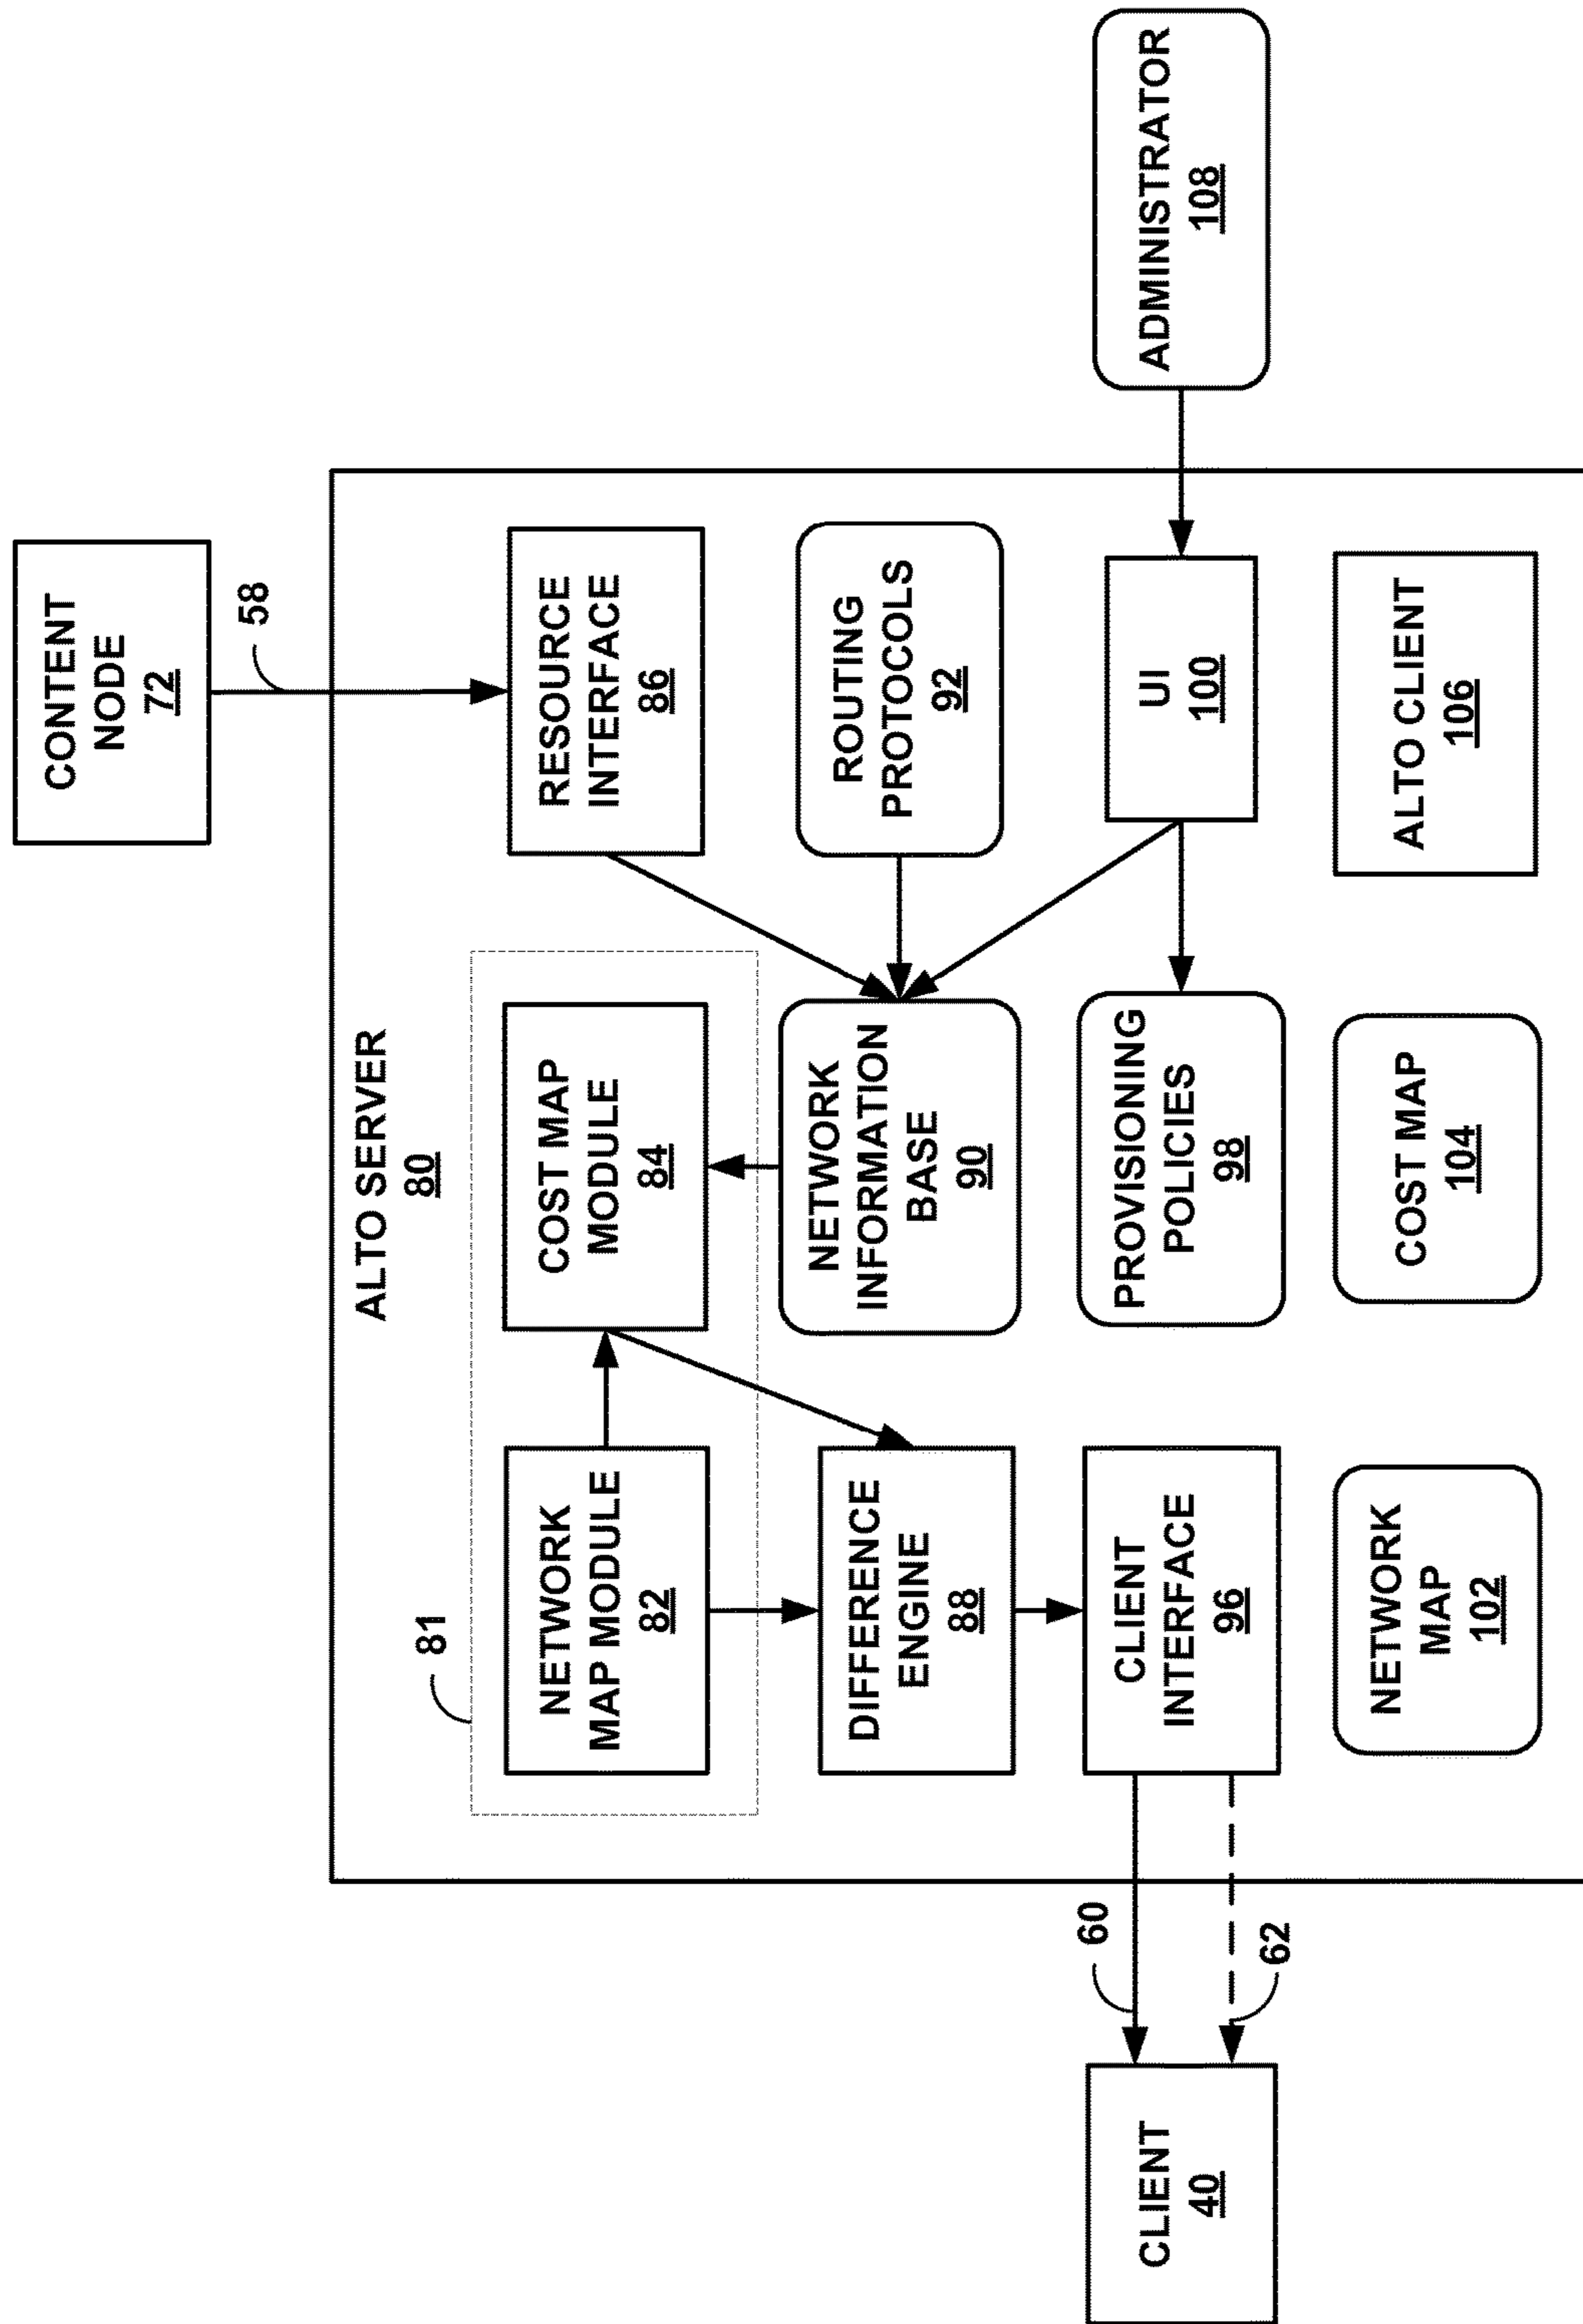 CONTENT
NODE
72
58
ALTO SERVER
80
81
NETWORK
MAP MODULE
82
COST MAP
MODULE
84
RESOURCE
INTERFACE
86
DIFFERENCE
ENGINE
88
NETWORK
INFORMATION
BASE
90
ROUTING
PROTOCOLS
92
CLIENT
40
60
62
CLIENT
INTERFACE
96
PROVISIONING
POLICIES
98
UI
100
ADMINISTRATOR
108
NETWORK
MAP
102
COST MAP
104
ALTO CLIENT
106